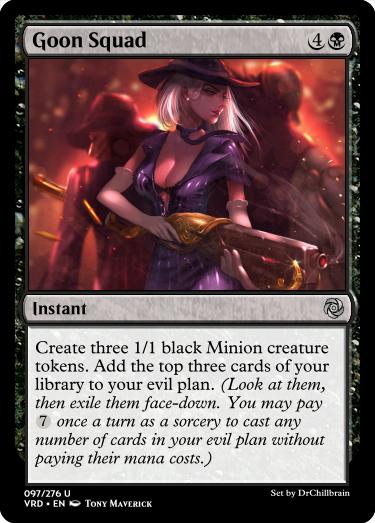 Goon Squad 4
Instant
Create three 1/1 black Minion creature
tokens. Add the top three cards of your
library to your evil plan. (Look at them,
then exile them face-down. You may pay
7 once a turn as a sorcery to cast any
number of cards in your evil plan without
paying their mana costs.)
097/276 U
VRD • EN Tony Maverick
Set by DrChillbrain